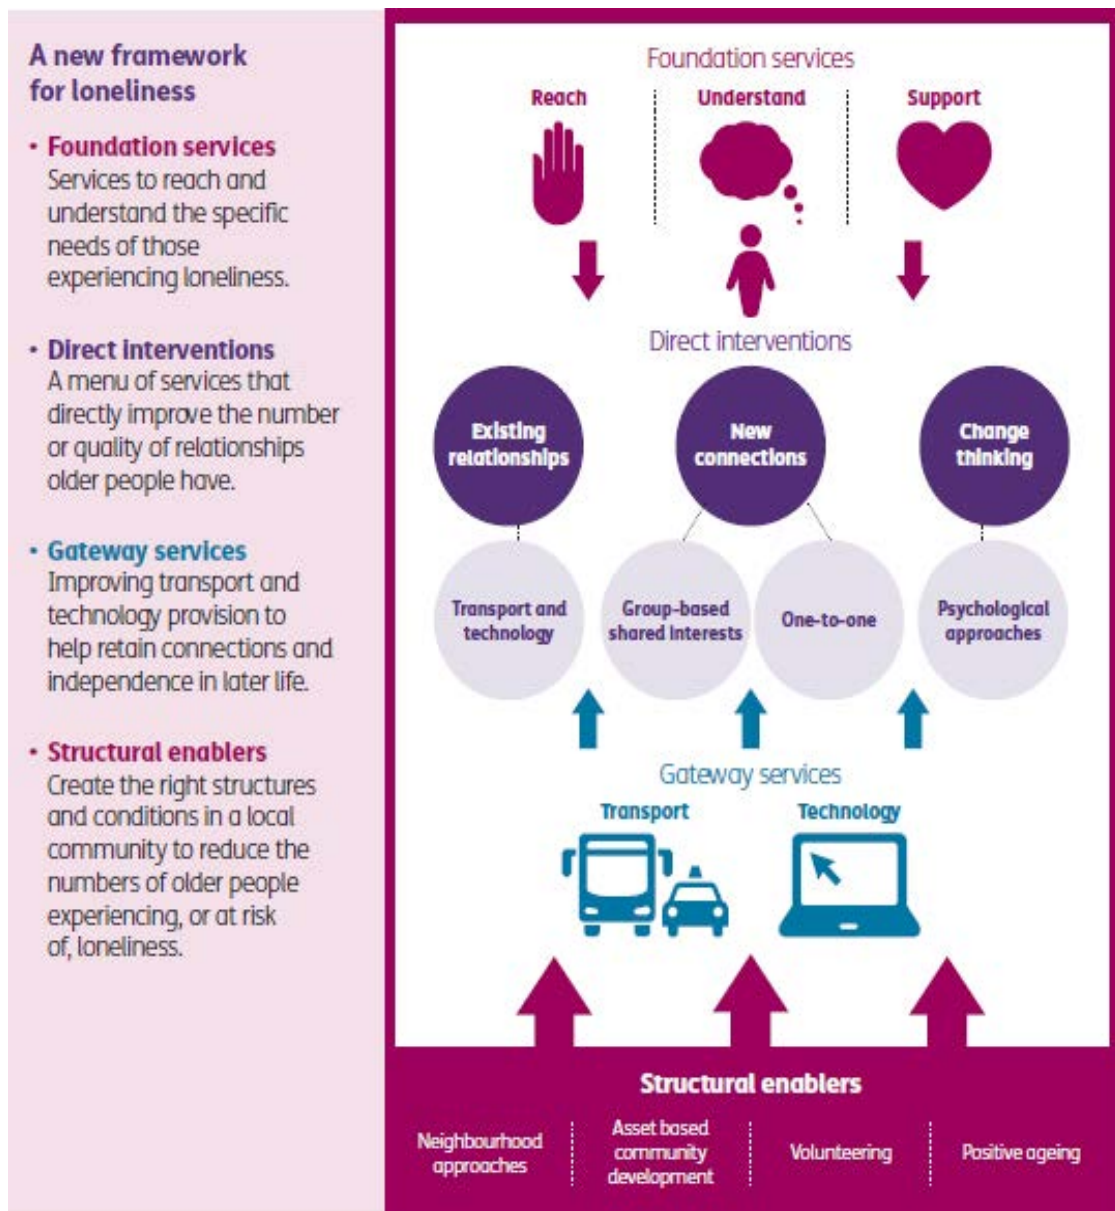 A new framework
for loneliness
• Foundation services
Services to reach and
understand the specific
needs of those
experiencing loneliness.
• Direct interventions
A menu of services that
directly improve the number
or quality of relationships
older people have.
• Gateway services
Improving transport and
technology provision to
help retain connections and
independence in later life.
• Structural enablers
Create the right structures
and conditions in a local
community to reduce the
numbers of older people
experiencing, or at risk
of, loneliness.
Foundation services
Reach
Understand
Support
Direct interventions
Existing
relationships
New
connections
Change
thinking
Transport and
technology
Group-based
shared interests
One-to-one
Psychological
approaches
Gateway services
Transport
Technology
Structural enablers
Neighbourhood
approaches
Asset based
community
development
Volunteering
Positive ageing